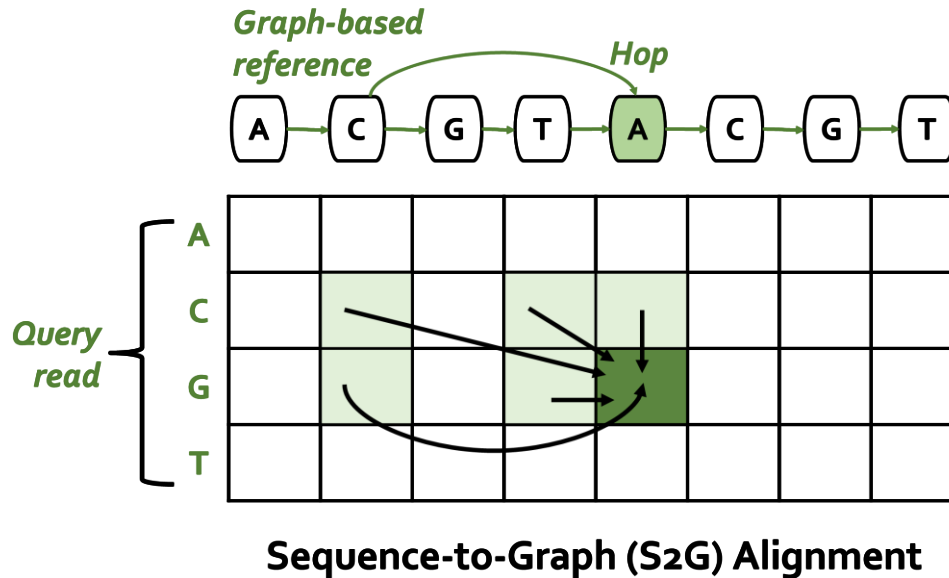 Graph-based
reference
Hop
A C G T A C G T
A
C
Query
read
G
T
Sequence-to-Graph (S2G) Alignment